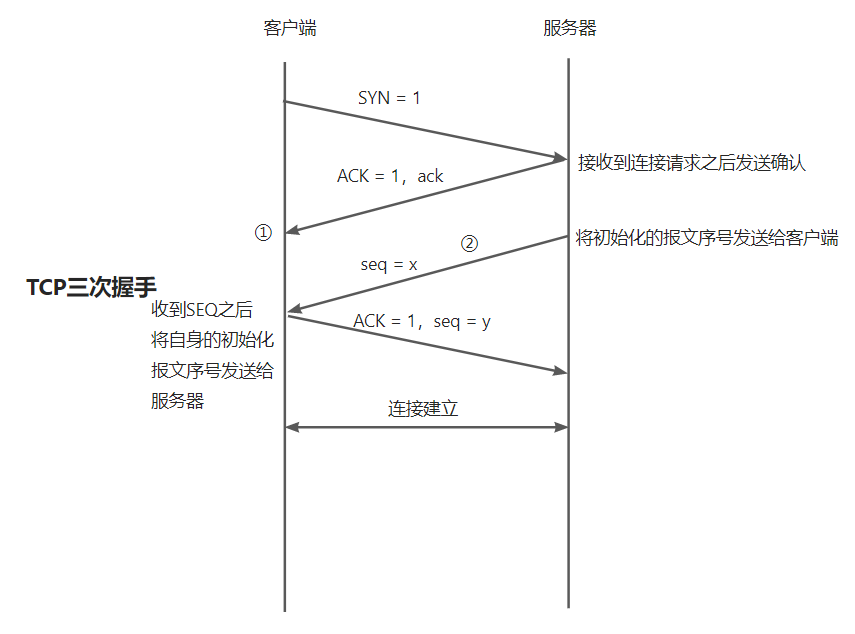 客户端
服务器
SYN = 1
接收到连接请求之后发送确认
ACK = 1，ack
①
②
将初始化的报文序号发送给客户端
seq = x
TCP三次握手
收到SEQ之后
将自身的初始化
报文序号发送给
服务器
ACK = 1，seq = y
连接建立